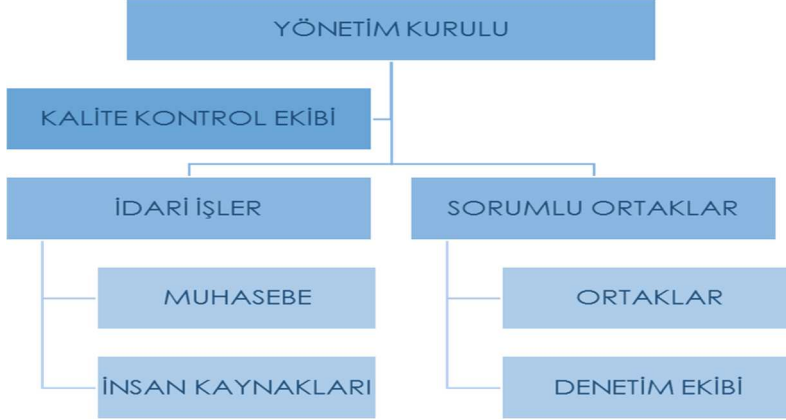 YÖNETİM KURULU
KALİTE KONTROL EKİBİ
İDARİ İŞLER
SORUMLU ORTAKLAR
MUHASEBE
ORTAKLAR
İNSAN KAYNAKLARI
DENETİM EKİBİ